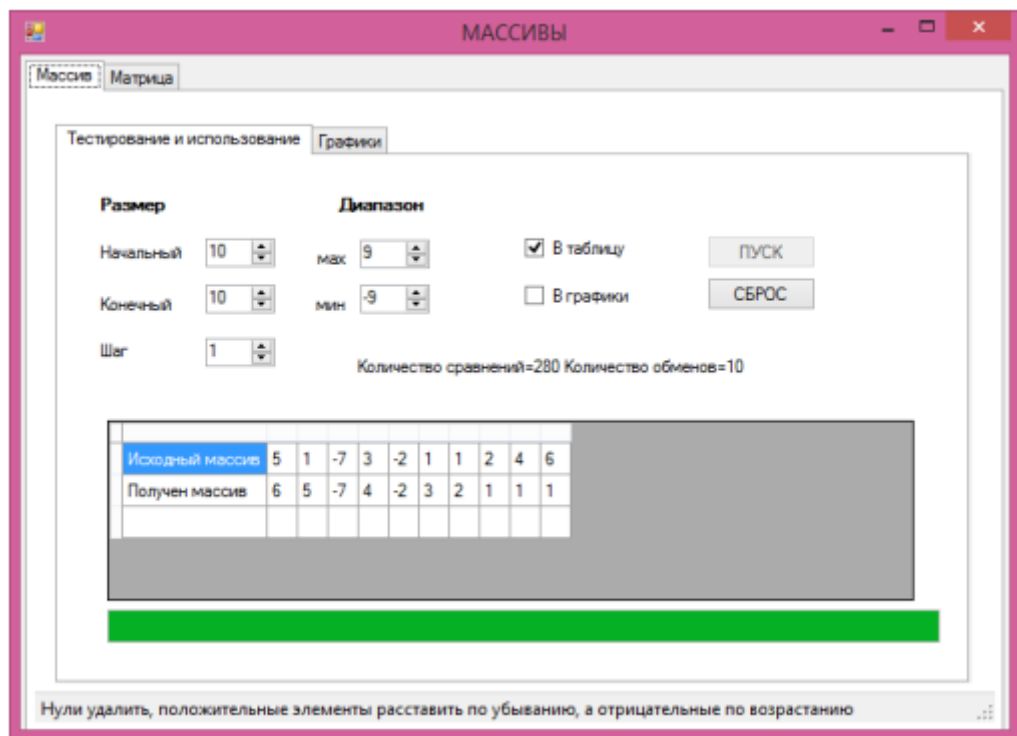 МАССИВЫ
Массив Матрица
Тестирование и использование Графики
Размер Диапазон
Начальный 10 мах 9 В таблицу ПУСК
Конечный 10 мин -9 В графики СБРОС
Шаг 1
Количество сравнений=280 Количество обменов=10
Исходный массив 5 1 -7 3 -2 1 1 2 4 6
Получен массив 6 5 -7 4 -2 3 2 1 1 1
Нули удалить, положительные элементы расставить по убыванию, а отрицательные по возрастанию